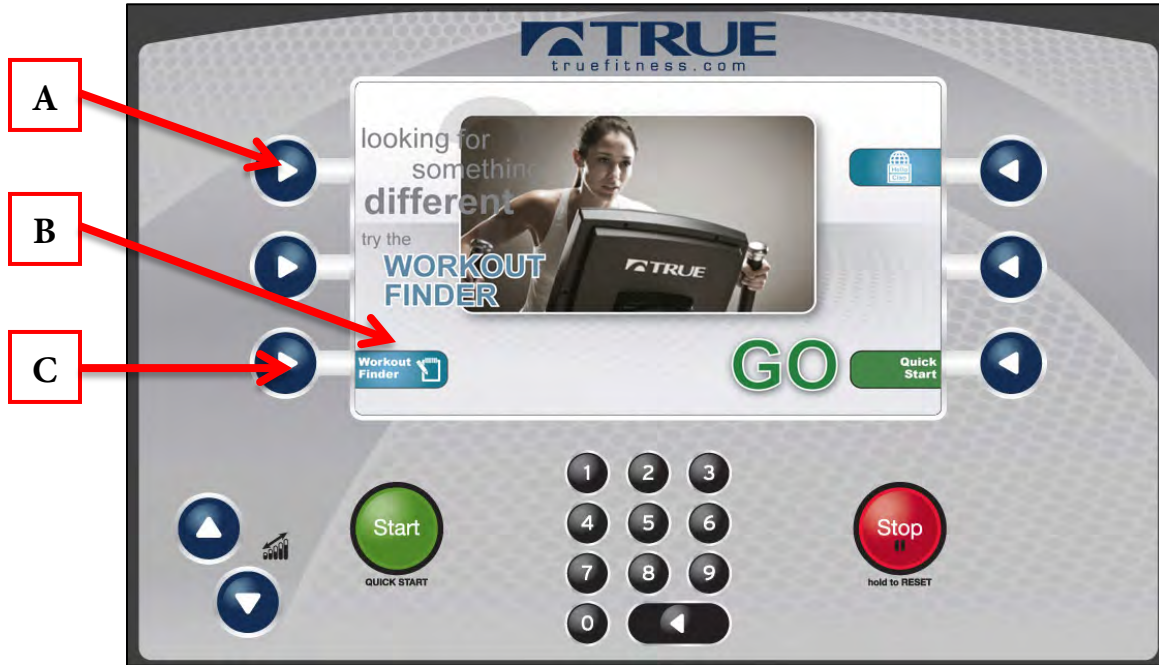 TRUE
truefitness.com
A
looking for
something
different
try the
WORKOUT
FINDER
TRUE
Hello
Ciao
B
C
Workout
Finder
GO
Quick
Start
1 2 3
4 5 6
7 8 9
0
Start
QUICK START
Stop
hold to RESET